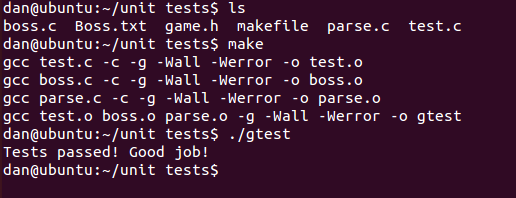 dan@ubuntu:~/unit tests$ ls
boss.c  Boss.txt  game.h  makefile  parse.c  test.c
dan@ubuntu:~/unit tests$ make
gcc test.c -c -g -Wall -Werror -o test.o
gcc boss.c -c -g -Wall -Werror -o boss.o
gcc parse.c -c -g -Wall -Werror -o parse.o
gcc test.o boss.o parse.o -g -Wall -Werror -o gtest
dan@ubuntu:~/unit tests$ ./gtest
Tests passed! Good job!
dan@ubuntu:~/unit tests$